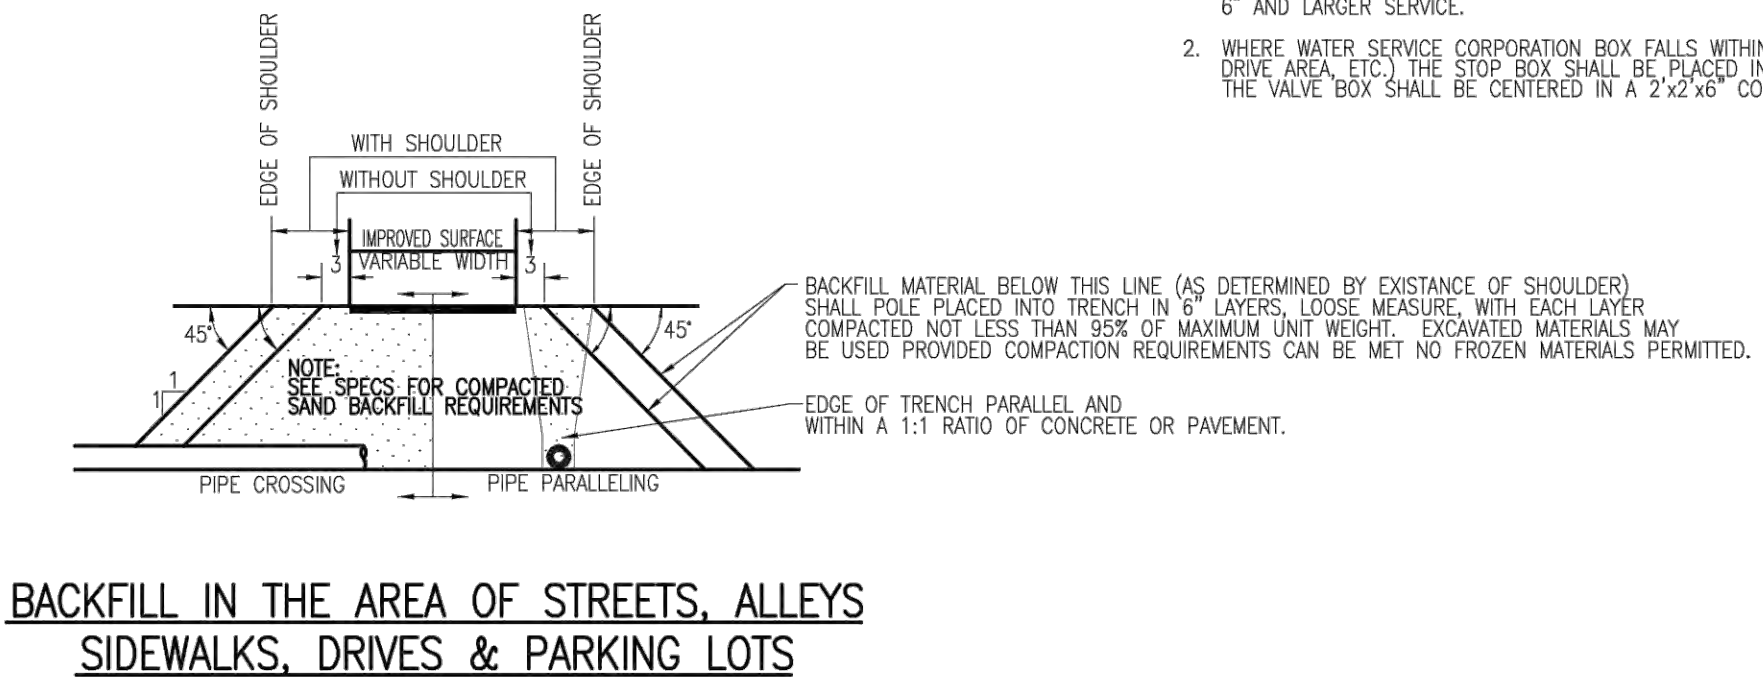 6" AND LARGER SERVICE.
2. WHERE WATER SERVICE CORPORATION BOX FALLS WITHIN
DRIVE AREA, ETC.) THE STOP BOX SHALL BE PLACED IN
THE VALVE BOX SHALL BE CENTERED IN A 2'x2'x6" CO
EDGE OF SHOULDER
EDGE OF SHOULDER
WITH SHOULDER
WITHOUT SHOULDER
IMPROVED SURFACE
3 VARIABLE WIDTH 3
45°
45°
1
1
NOTE:
SEE SPECS FOR COMPACTED
SAND BACKFILL REQUIREMENTS
BACKFILL MATERIAL BELOW THIS LINE (AS DETERMINED BY EXISTANCE OF SHOULDER)
SHALL POLE PLACED INTO TRENCH IN 6" LAYERS, LOOSE MEASURE, WITH EACH LAYER
COMPACTED NOT LESS THAN 95% OF MAXIMUM UNIT WEIGHT. EXCAVATED MATERIALS MAY
BE USED PROVIDED COMPACTION REQUIREMENTS CAN BE MET NO FROZEN MATERIALS PERMITTED.
EDGE OF TRENCH PARALLEL AND
WITHIN A 1:1 RATIO OF CONCRETE OR PAVEMENT.
PIPE CROSSING
PIPE PARALLELING
BACKFILL IN THE AREA OF STREETS, ALLEYS
SIDEWALKS, DRIVES & PARKING LOTS